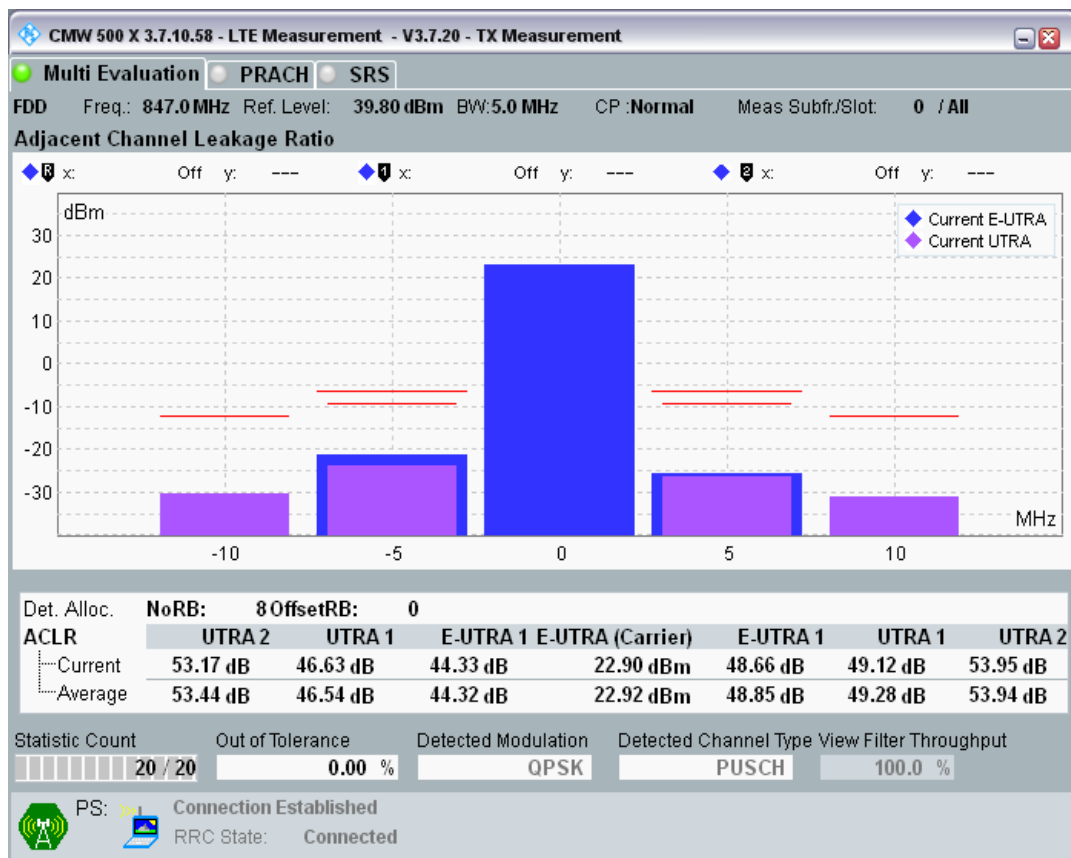 CMW 500 X 3.7.10.58 - LTE Measurement - V3.7.20 - TX Measurement
Multi Evaluation PRACH SRS
FDD Freq.: 847.0 MHz Ref. Level: 39.80 dBm BW:5.0 MHz CP :Normal Meas Subfr./Slot: 0 / All
Adjacent Channel Leakage Ratio
R x: Off y: --- 1 x: Off y: --- 2 x: Off y: ---
dBm
Current E-UTRA
Current UTRA
30
20
10
0
-10
-20
-30
MHz
-10 -5 0 5 10
Det. Alloc. NoRB: 8 OffsetRB: 0
ACLR UTRA 2 UTRA 1 E-UTRA 1 E-UTRA (Carrier) E-UTRA 1 UTRA 1 UTRA 2
Current 53.17 dB 46.63 dB 44.33 dB 22.90 dBm 48.66 dB 49.12 dB 53.95 dB
Average 53.44 dB 46.54 dB 44.32 dB 22.92 dBm 48.85 dB 49.28 dB 53.94 dB
Statistic Count Out of Tolerance Detected Modulation Detected Channel Type View Filter Throughput
20 / 20 0.00 % QPSK PUSCH 100.0 %
PS: Connection Established
RRC State: Connected